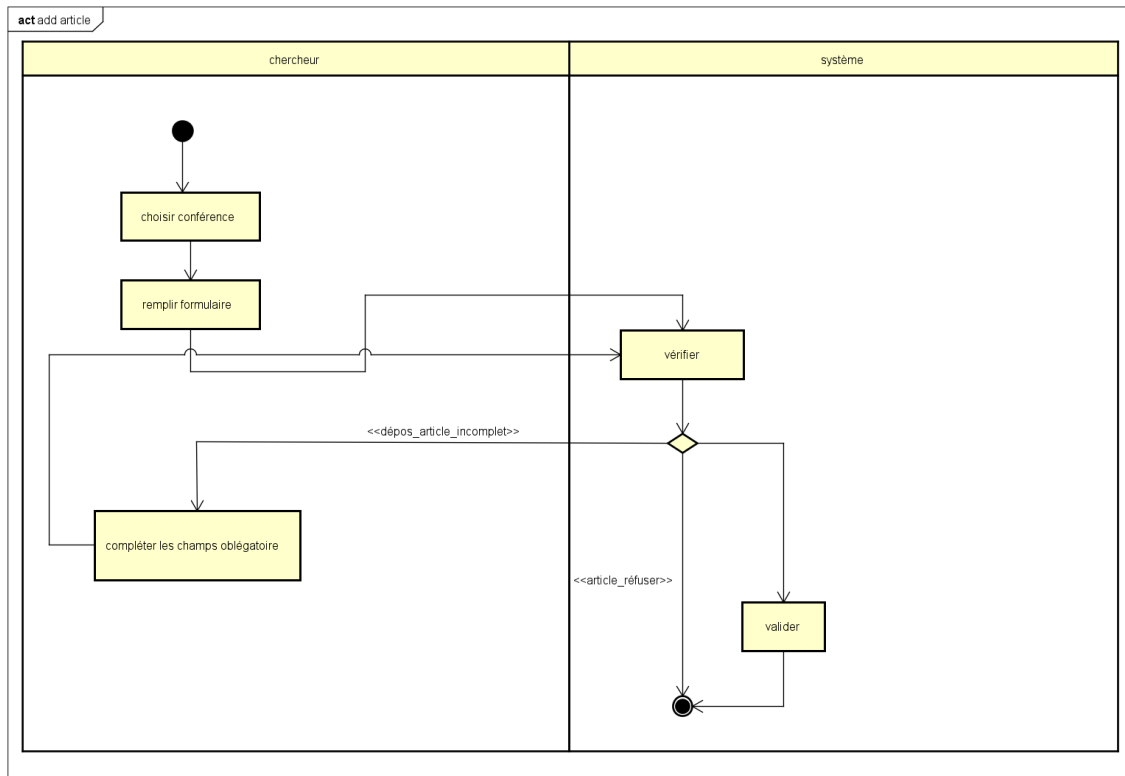 act add article
chercheur
système
choisir conférence
remplir formulaire
vérifier
<<dépos_article_incomplet>>
compléter les champs oblégatoire
<<article_réfuser>>
valider